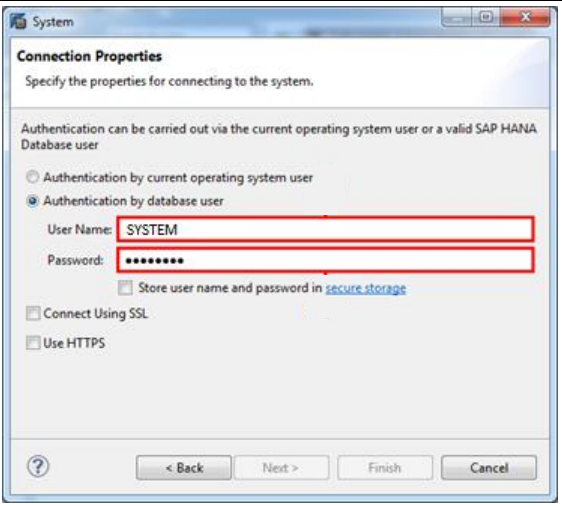 System
Connection Properties
Specify the properties for connecting to the system.
Authentication can be carried out via the current operating system user or a valid SAP HANA
Database user
Authentication by current operating system user
Authentication by database user
User Name: SYSTEM
Password: ••••••••
Store user name and password in secure storage
Connect Using SSL
Use HTTPS
? < Back Next > Finish Cancel